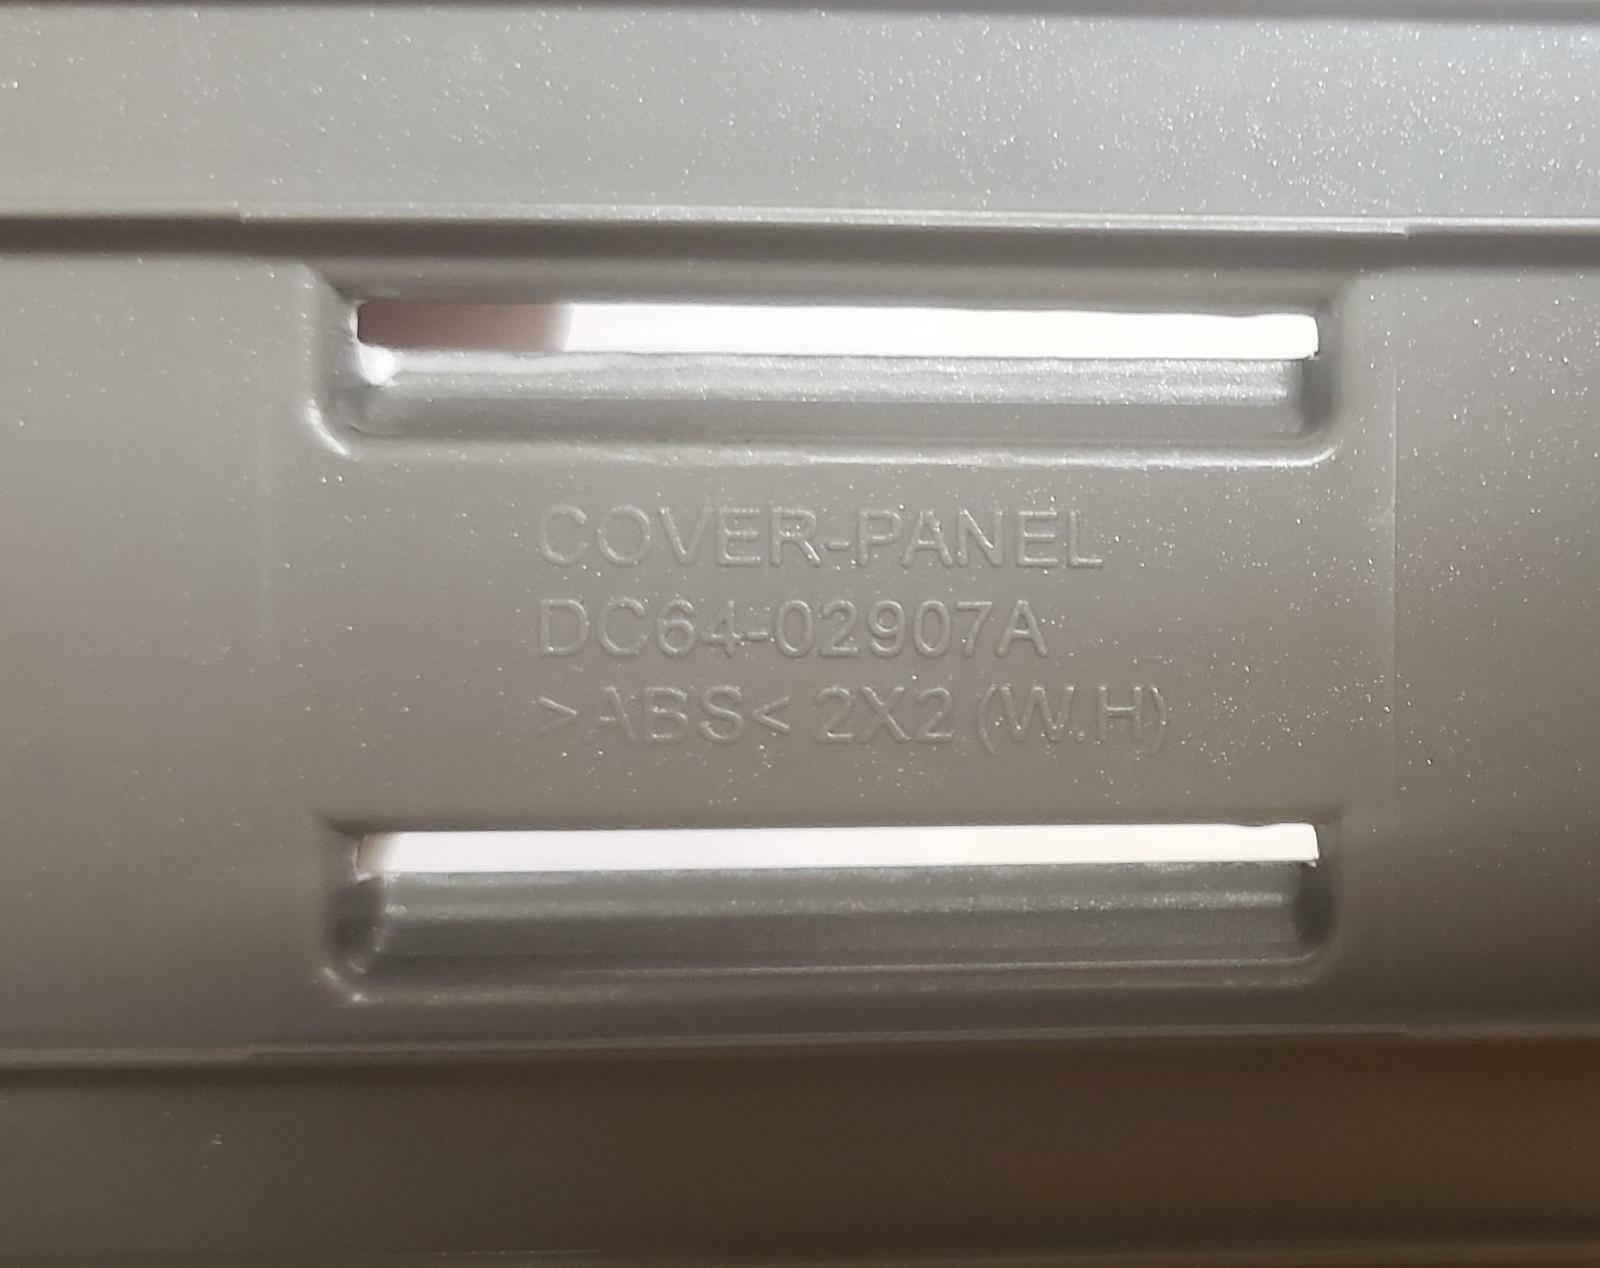 COVER-PANEL
DC64-02907A
>ABS< 2X2 (W.H)